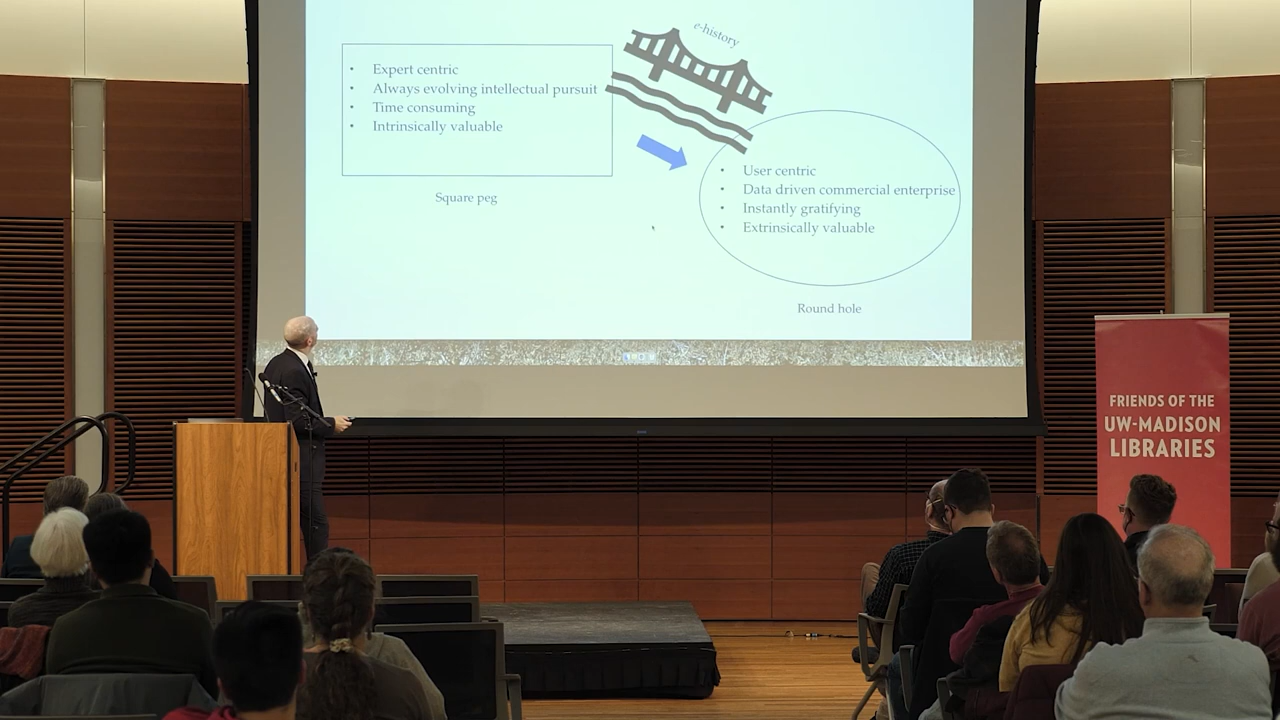 e-history
• Expert centric
• Always evolving intellectual pursuit
• Time consuming
• Intrinsically valuable
Square peg
• User centric
• Data driven commercial enterprise
• Instantly gratifying
• Extrinsically valuable
Round hole
FRIENDS OF THE
UW-MADISON
LIBRARIES